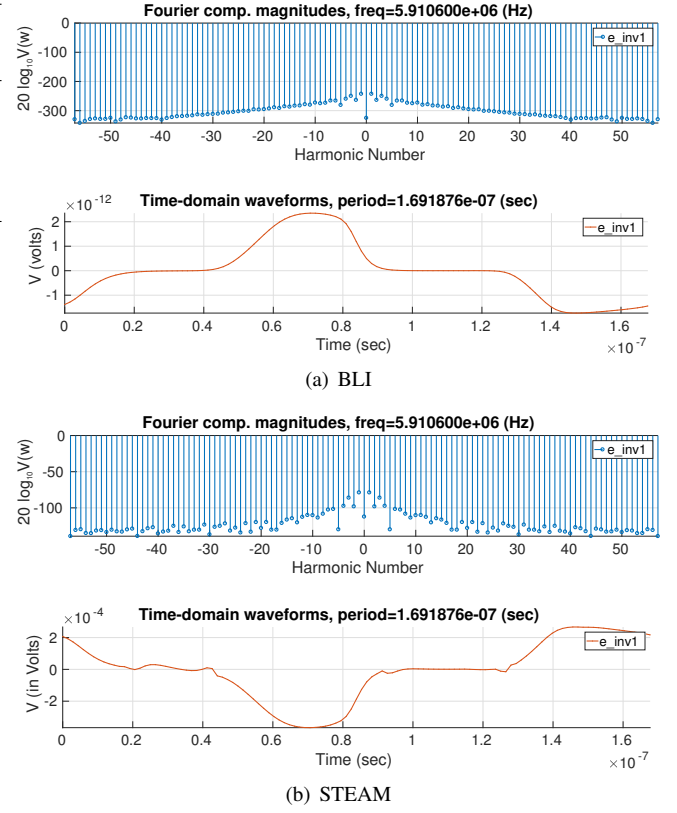 Fourier comp. magnitudes, freq=5.910600e+06 (Hz)
20 log₁₀V(w)
0
-100
-200
-300
e_inv1
-50 -40 -30 -20 -10 0 10 20 30 40 50
Harmonic Number
×10⁻¹² Time-domain waveforms, period=1.691876e-07 (sec)
V (volts)
2
1
0
-1
e_inv1
0 0.2 0.4 0.6 0.8 1 1.2 1.4 1.6
Time (sec)
×10⁻⁷
(a) BLI
Fourier comp. magnitudes, freq=5.910600e+06 (Hz)
20 log₁₀V(w)
0
-50
-100
e_inv1
-50 -40 -30 -20 -10 0 10 20 30 40 50
Harmonic Number
×10⁻⁴ Time-domain waveforms, period=1.691876e-07 (sec)
V (in Volts)
2
0
-2
e_inv1
0 0.2 0.4 0.6 0.8 1 1.2 1.4 1.6
Time (sec)
×10⁻⁷
(b) STEAM